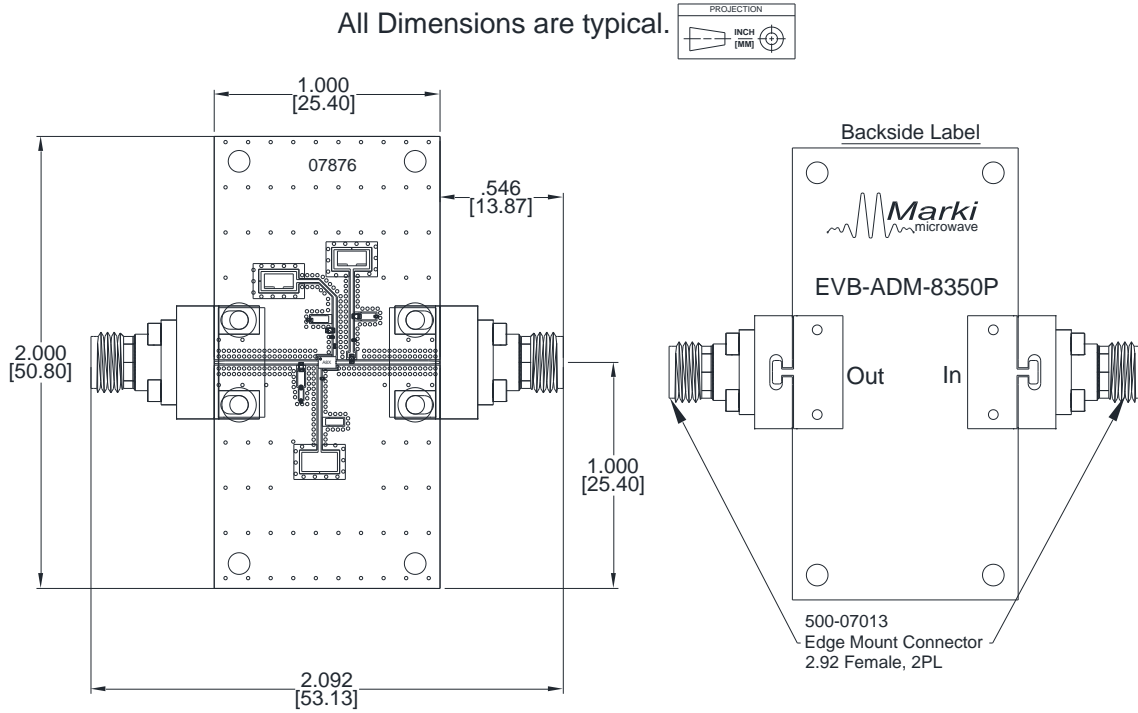 All Dimensions are typical.
PROJECTION
INCH
[MM]
1.000
[25.40]
07876
.546
[13.87]
2.000
[50.80]
1.000
[25.40]
2.092
[53.13]
Backside Label
Marki
microwave
EVB-ADM-8350P
Out
In
500-07013
Edge Mount Connector
2.92 Female, 2PL